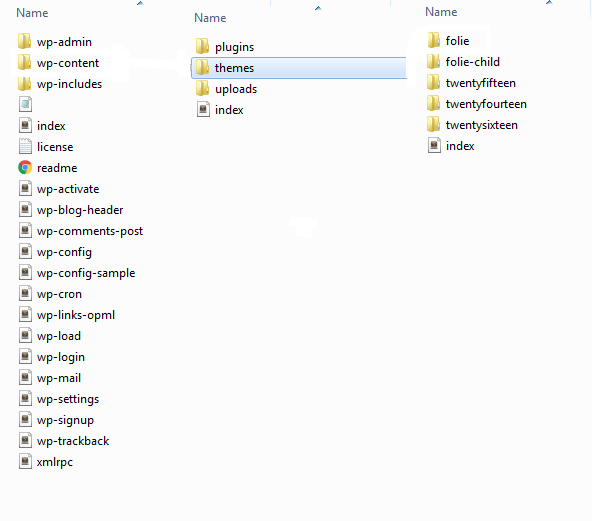 Name
wp-admin
wp-content
wp-includes
index
license
readme
wp-activate
wp-blog-header
wp-comments-post
wp-config
wp-config-sample
wp-cron
wp-links-opml
wp-load
wp-login
wp-mail
wp-settings
wp-signup
wp-trackback
xmlrpc
Name
plugins
themes
uploads
index
Name
folie
folie-child
twentyfifteen
twentyfourteen
twentysixteen
index